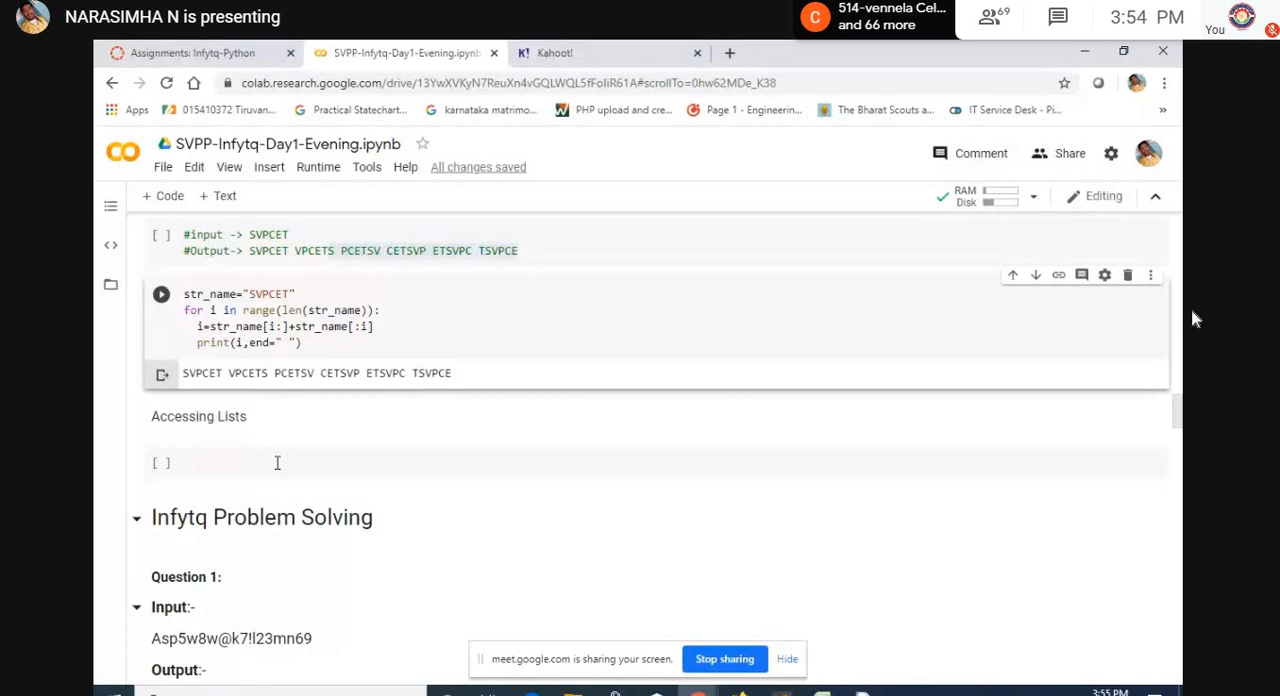 NARASIMHA N is presenting
514-vennela Cel...
and 66 more
C
69
3:54 PM
You
Assignments: Infytq-Python
SVPP-Infytq-Day1-Evening.ipynb
K! Kahoot!
colab.research.google.com/drive/13YwXVKyN7ReuXn4vGQLWQL5fFoIiR61A#scrollTo=0hw62MDe_K38
Apps
015410372 Tiruvan...
Practical Statechart...
karnataka matrimo...
PHP upload and cre...
Page 1 - Engineerin...
The Bharat Scouts a...
IT Service Desk - Pi...
»
SVPP-Infytq-Day1-Evening.ipynb
File Edit View Insert Runtime Tools Help All changes saved
Comment
Share
+ Code + Text
RAM
Disk
Editing
[ ] #input -> SVPCET
#Output-> SVPCET VPCETS PCETSV CETSVP ETSVPC TSVPCE
str_name="SVPCET"
for i in range(len(str_name)):
i=str_name[i:]+str_name[:i]
print(i,end=" ")
SVPCET VPCETS PCETSV CETSVP ETSVPC TSVPCE
Accessing Lists
[ ]
Infytq Problem Solving
Question 1:
Input:-
Asp5w8w@k7!l23mn69
Output:-
meet.google.com is sharing your screen.
Stop sharing
Hide
3:55 PM